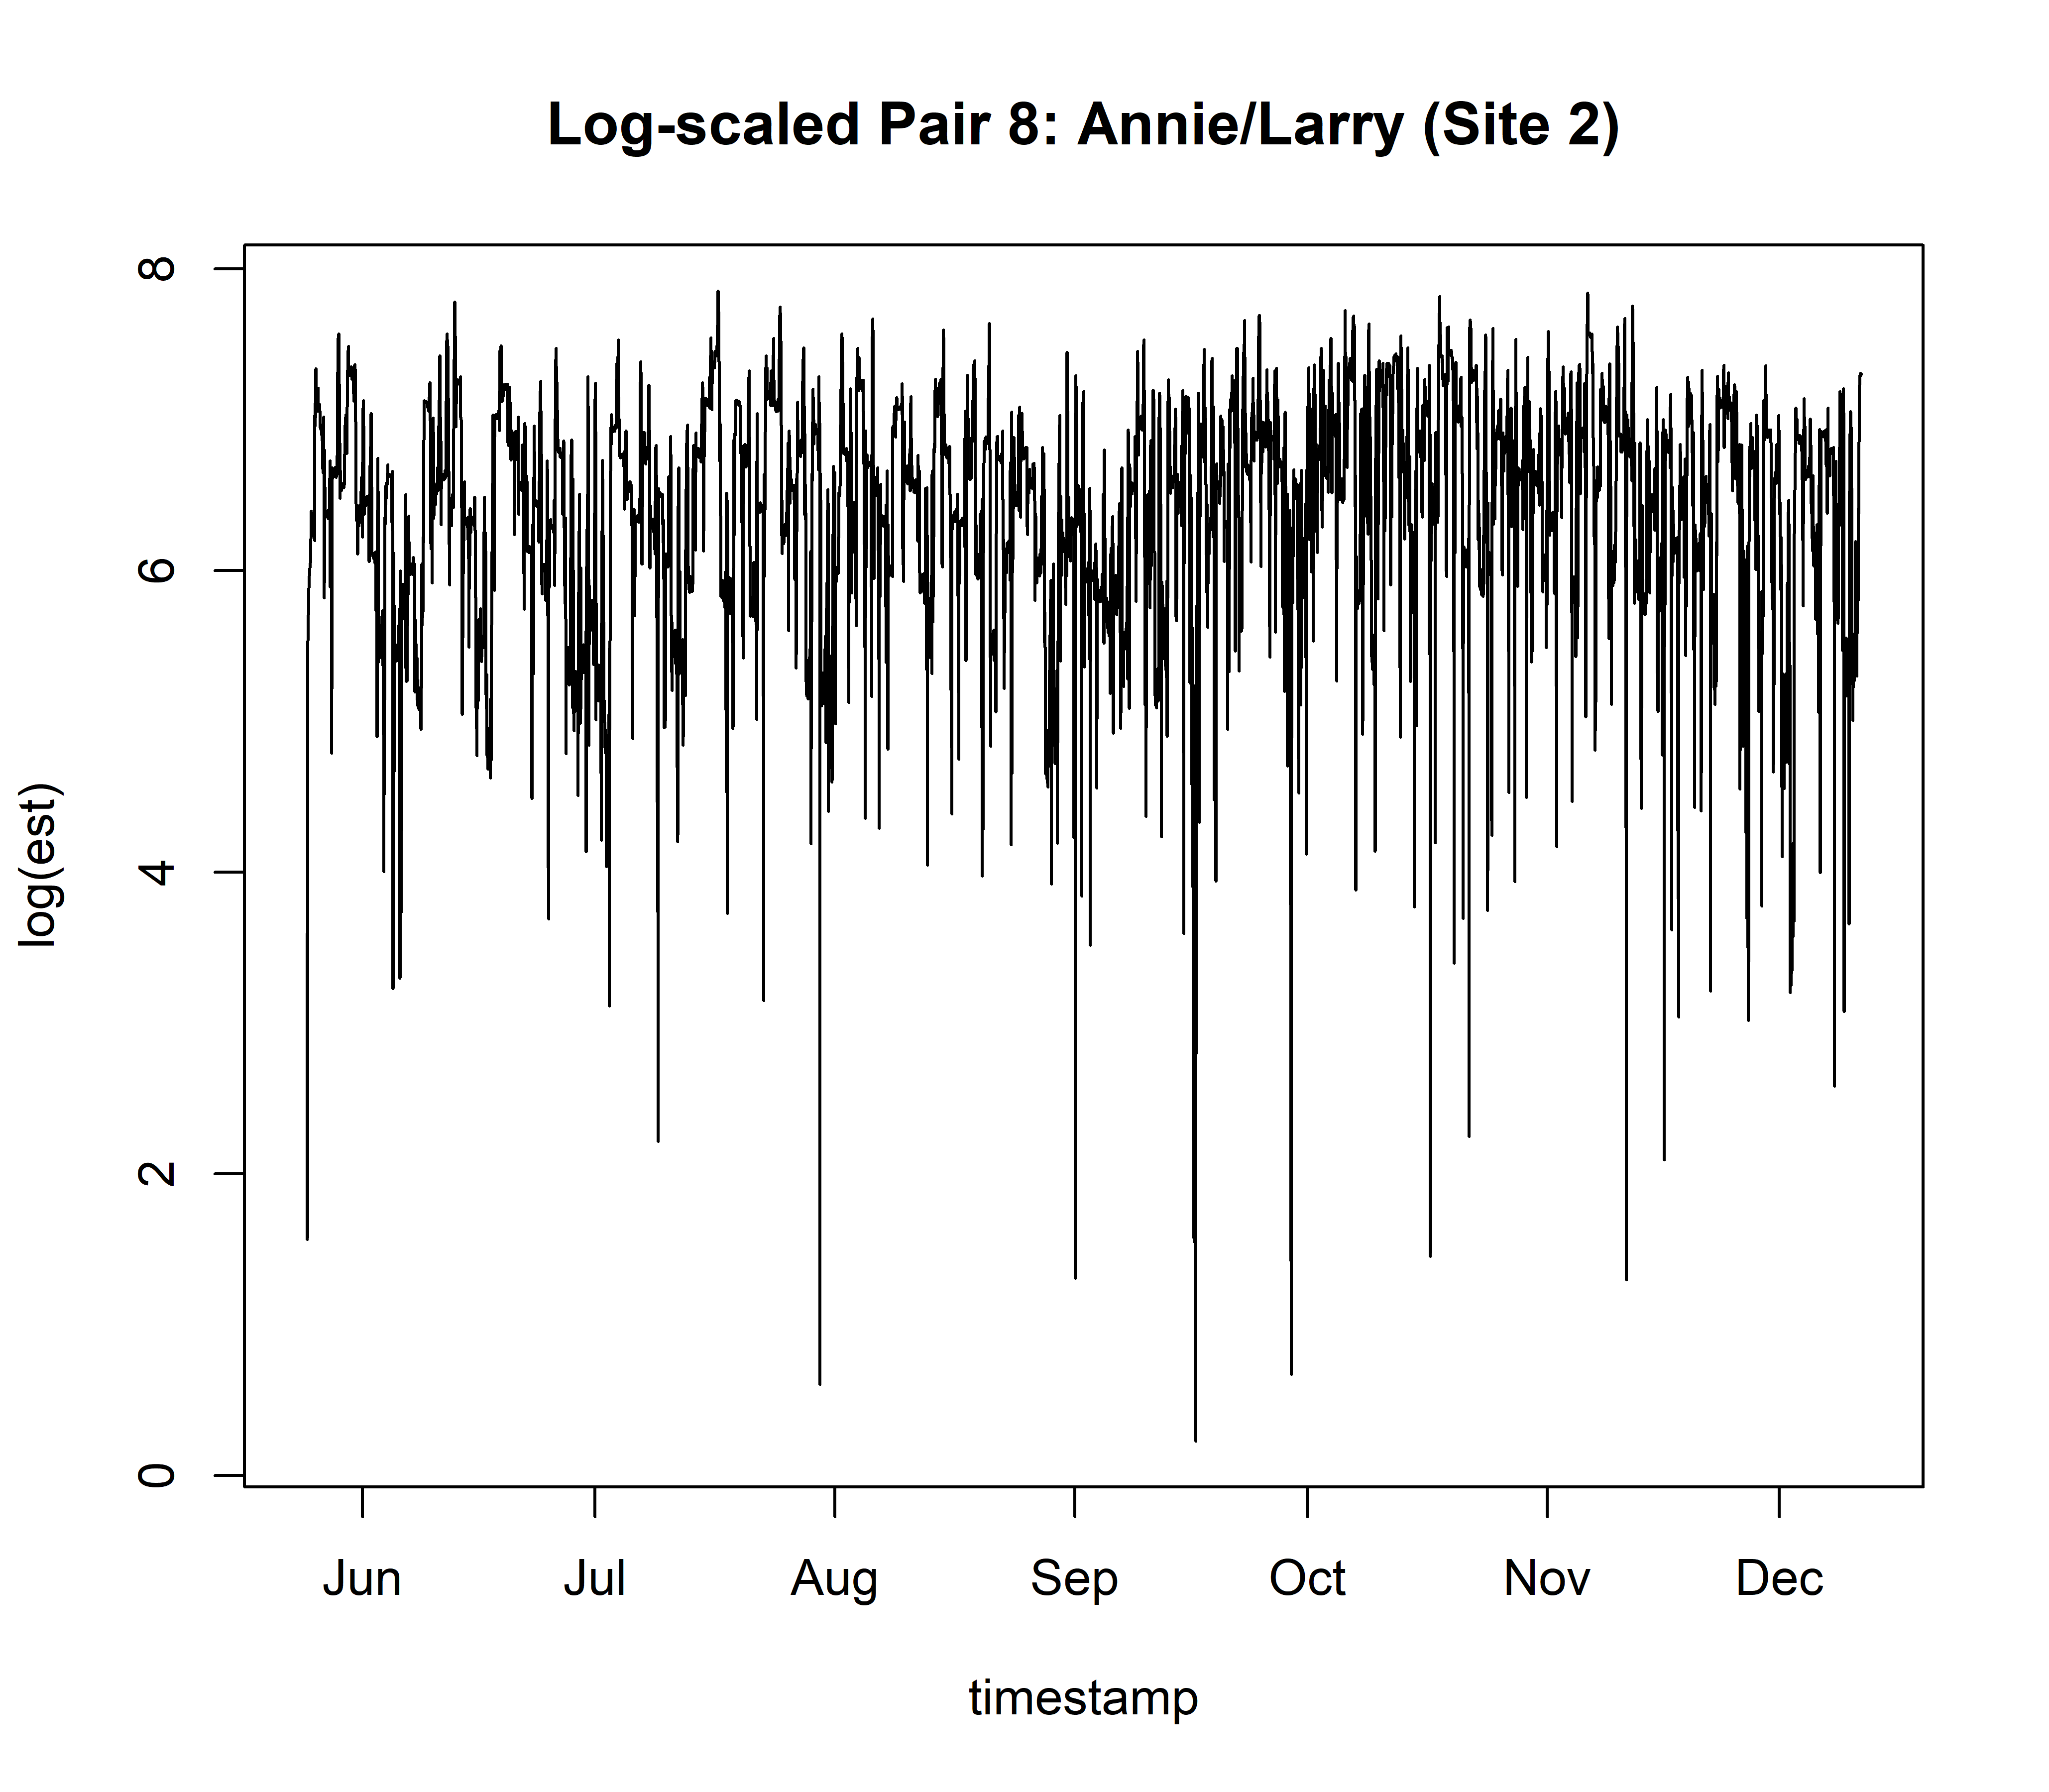 Log-scaled Pair 8: Annie/Larry (Site 2)
log(est)
8
6
4
2
0
Jun Jul Aug Sep Oct Nov Dec
timestamp